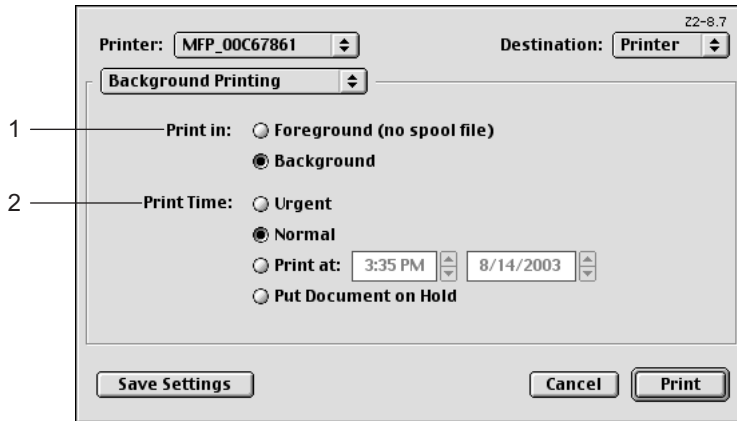 Z2-8.7
Printer: MFP_00C67861 Destination: Printer
Background Printing
1 Print in: Foreground (no spool file)
Background
2 Print Time: Urgent
Normal
Print at: 3:35 PM 8/14/2003
Put Document on Hold
Save Settings Cancel Print